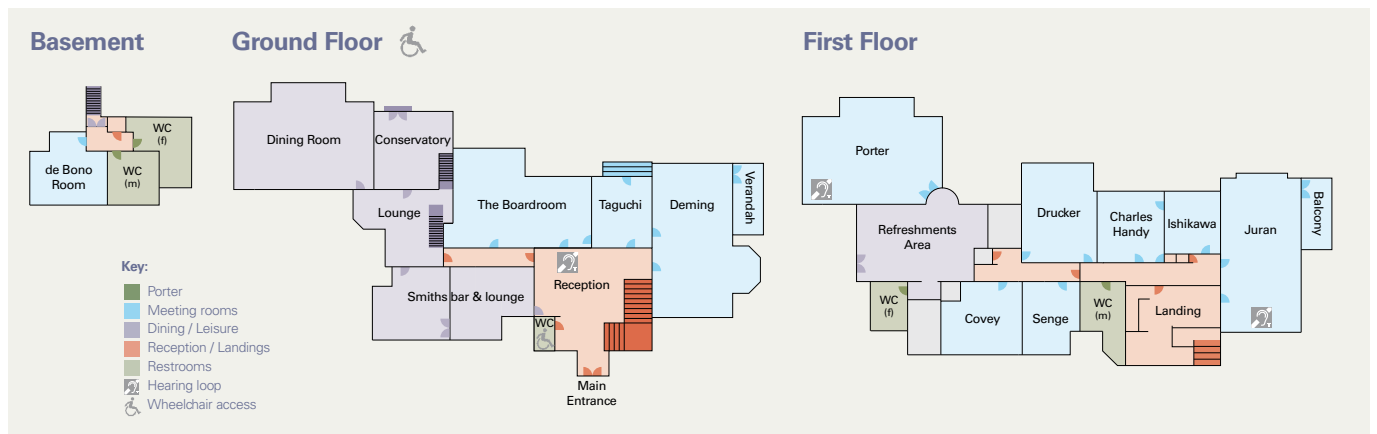 Basement
Ground Floor
First Floor
WC
(f)
de Bono
Room
WC
(m)
Dining Room
Conservatory
Lounge
The Boardroom
Taguchi
Deming
Verandah
Smiths bar & lounge
Reception
WC
Main
Entrance
Porter
Refreshments
Area
Drucker
Charles
Handy
Ishikawa
Juran
Balcony
WC
(f)
Covey
Senge
WC
(m)
Landing
Key:
Porter
Meeting rooms
Dining / Leisure
Reception / Landings
Restrooms
Hearing loop
Wheelchair access